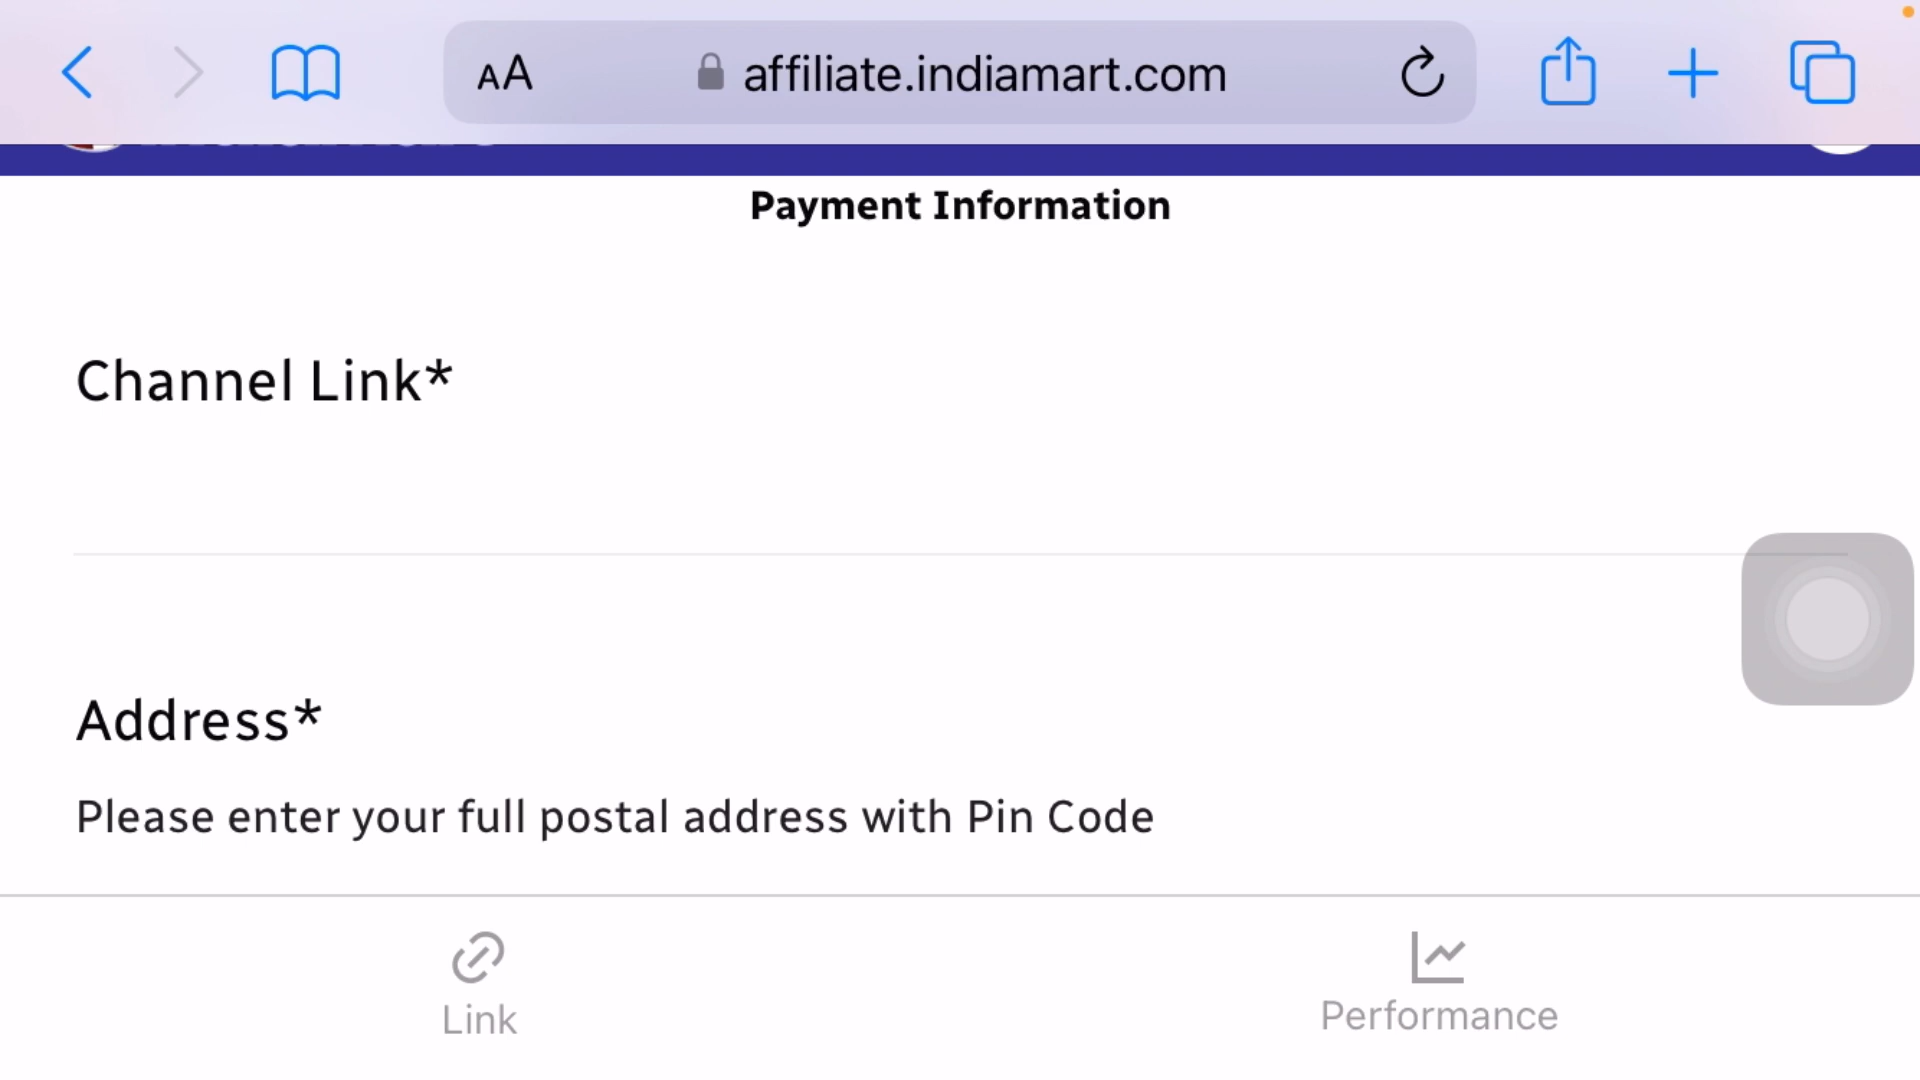 AA affiliate.indiamart.com
Payment Information
Channel Link*
Address*
Please enter your full postal address with Pin Code
Link
Performance